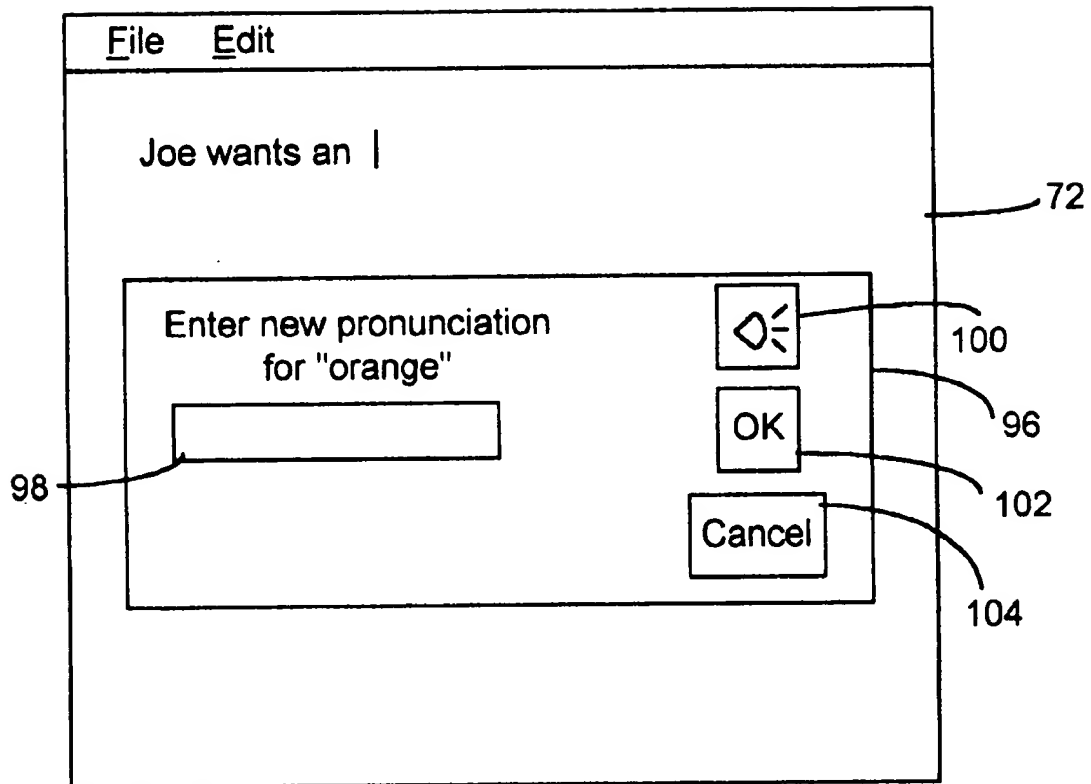 File Edit
Joe wants an
72
Enter new pronunciation
for "orange"
100
OK
96
98
102
Cancel
104